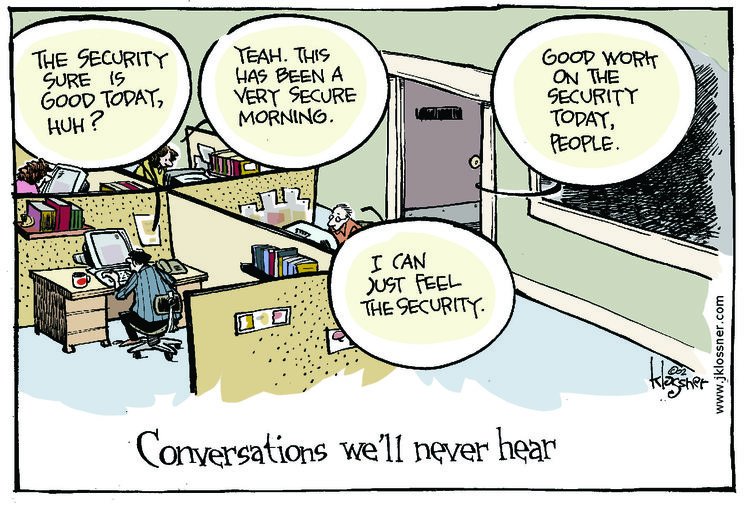 THE SECURITY
SURE IS
GOOD TODAY,
HUH?
YEAH. THIS
HAS BEEN A
VERY SECURE
MORNING.
GOOD WORK
ON THE
SECURITY
TODAY,
PEOPLE.
I CAN
JUST FEEL
THE SECURITY.
©02
klossner
www.jklossner.com
Conversations we'll never hear